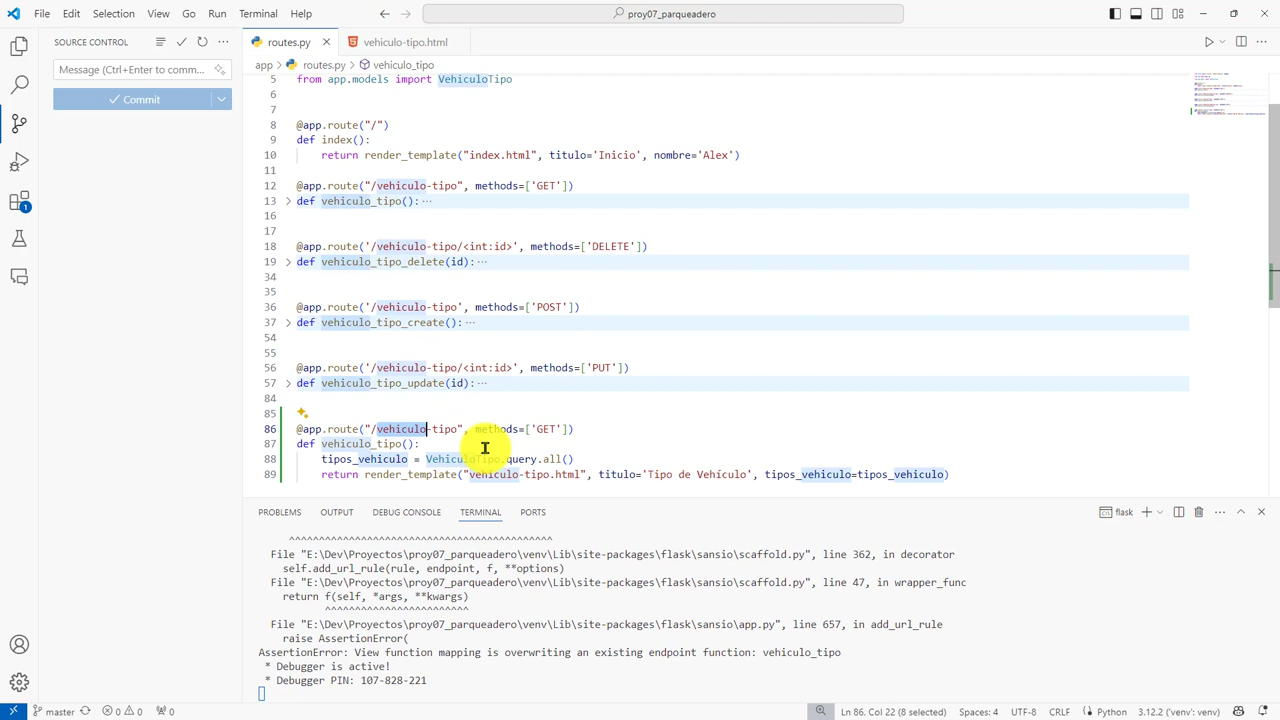 File Edit Selection View Go Run Terminal Help
proy07_parqueadero
SOURCE CONTROL
Message (Ctrl+Enter to comm...
Commit
1
routes.py
vehiculo-tipo.html
app > routes.py > vehiculo_tipo
5 from app.models import VehiculoTipo
6
7
8 @app.route("/")
9 def index():
10 return render_template("index.html", titulo='Inicio', nombre='Alex')
11
12 @app.route("/vehiculo-tipo", methods=['GET'])
13 def vehiculo_tipo(): ...
16
17
18 @app.route('/vehiculo-tipo/<int:id>', methods=['DELETE'])
19 def vehiculo_tipo_delete(id): ...
34
35
36 @app.route('/vehiculo-tipo', methods=['POST'])
37 def vehiculo_tipo_create(): ...
54
55
56 @app.route('/vehiculo-tipo/<int:id>', methods=['PUT'])
57 def vehiculo_tipo_update(id): ...
84
85
86 @app.route("/vehiculo-tipo", methods=['GET'])
87 def vehiculo_tipo():
88 tipos_vehiculo = VehiculoTipo.query.all()
89 return render_template("vehiculo-tipo.html", titulo='Tipo de Vehículo', tipos_vehiculo=tipos_vehiculo)
PROBLEMS OUTPUT DEBUG CONSOLE TERMINAL PORTS
flask
^^^^^^^^^^^^^^^^^^^^^^^^^^^^^^^^^^^^^^^^^^
File "E:\Dev\Proyectos\proy07_parqueadero\venv\Lib\site-packages\flask\sansio\scaffold.py", line 362, in decorator
self.add_url_rule(rule, endpoint, f, **options)
File "E:\Dev\Proyectos\proy07_parqueadero\venv\Lib\site-packages\flask\sansio\scaffold.py", line 47, in wrapper_func
return f(self, *args, **kwargs)
^^^^^^^^^^^^^^^^^^^^^^^
File "E:\Dev\Proyectos\proy07_parqueadero\venv\Lib\site-packages\flask\sansio\app.py", line 657, in add_url_rule
raise AssertionError(
AssertionError: View function mapping is overwriting an existing endpoint function: vehiculo_tipo
* Debugger is active!
* Debugger PIN: 107-828-221
master 0 0 0 Ln 86, Col 22 (8 selected) Spaces: 4 UTF-8 CRLF Python 3.12.2 ('venv': venv)